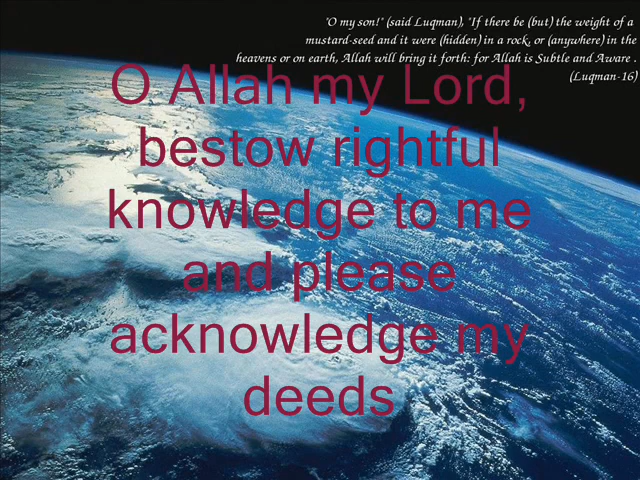 "O my son!" (said Luqman), "If there be (but) the weight of a
mustard-seed and it were (hidden) in a rock, or (anywhere) in the
heavens or on earth, Allah will bring it forth: for Allah is Subtle and Aware .
(Luqman-16)
O Allah my Lord,
bestow rightful
knowledge to me
and please
acknowledge my
deeds